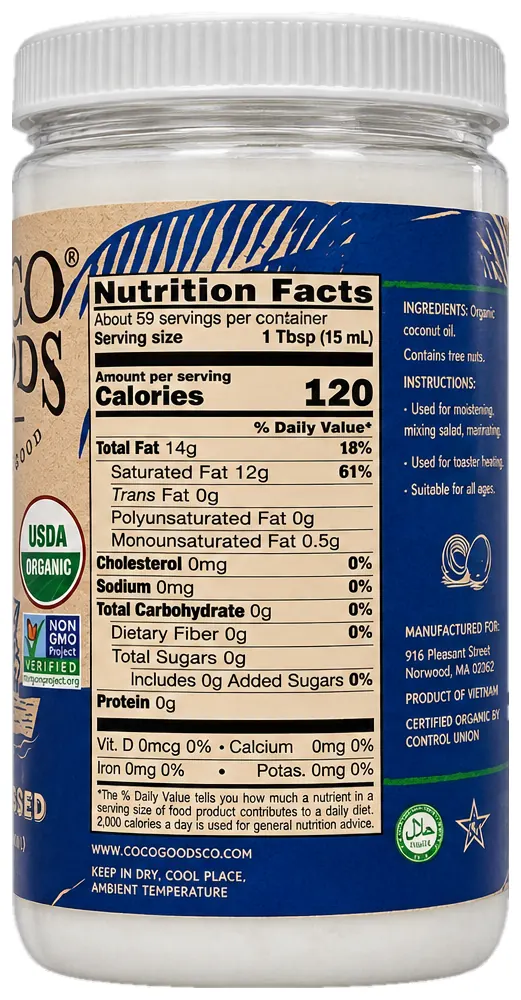 CO®
ODS
GOOD
USDA
ORGANIC
NON
GMO
Project
VERIFIED
SSED
Nutrition Facts
About 59 servings per container
Serving size 1 Tbsp (15 mL)
Amount per serving
Calories 120
% Daily Value*
Total Fat 14g 18%
Saturated Fat 12g 61%
Trans Fat 0g
Polyunsaturated Fat 0g
Monounsaturated Fat 0.5g
Cholesterol 0mg 0%
Sodium 0mg 0%
Total Carbohydrate 0g 0%
Dietary Fiber 0g 0%
Total Sugars 0g
Includes 0g Added Sugars 0%
Protein 0g
Vit. D 0mcg 0% • Calcium 0mg 0%
Iron 0mg 0% • Potas. 0mg 0%
*The % Daily Value tells you how much a nutrient in a
serving size of food product contributes to a daily diet.
2,000 calories a day is used for general nutrition advice.
WWW.COCOGOODSCO.COM
KEEP IN DRY, COOL PLACE,
AMBIENT TEMPERATURE
INGREDIENTS: Organic
coconut oil.
Contains tree nuts.
INSTRUCTIONS:
• Used for moistening,
mixing salad, marinating.
• Used for toaster heating.
• Suitable for all ages.
MANUFACTURED FOR:
916 Pleasant Street
Norwood, MA 02062
PRODUCT OF VIETNAM
CERTIFIED ORGANIC BY
CONTROL UNION
حلال